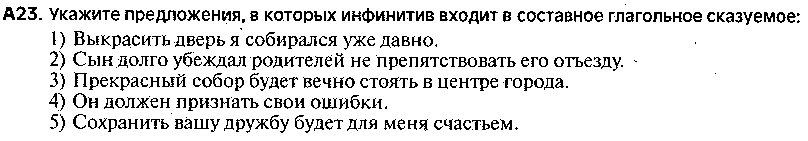 А23. Укажите предложения, в которых инфинитив входит в составное глагольное сказуемое:
1) Выкрасить дверь я собирался уже давно.
2) Сын долго убеждал родителей не препятствовать его отъезду.
3) Прекрасный собор будет вечно стоять в центре города.
4) Он должен признать свои ошибки.
5) Сохранить вашу дружбу будет для меня счастьем.